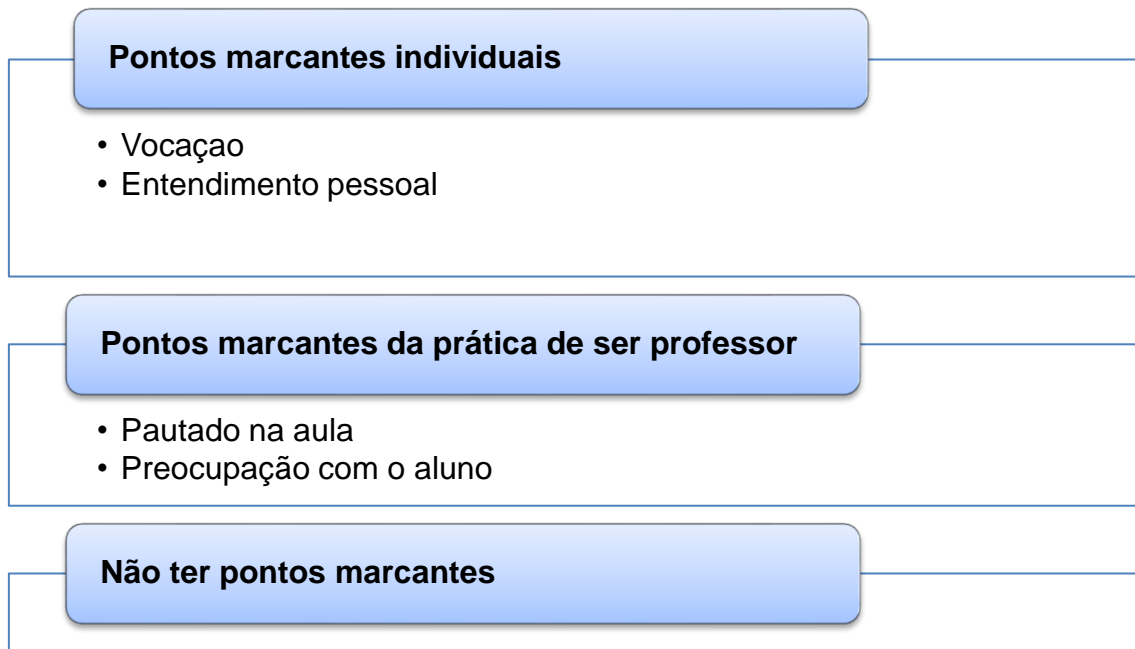 Pontos marcantes individuais
• Vocaçao
• Entendimento pessoal
Pontos marcantes da prática de ser professor
• Pautado na aula
• Preocupação com o aluno
Não ter pontos marcantes